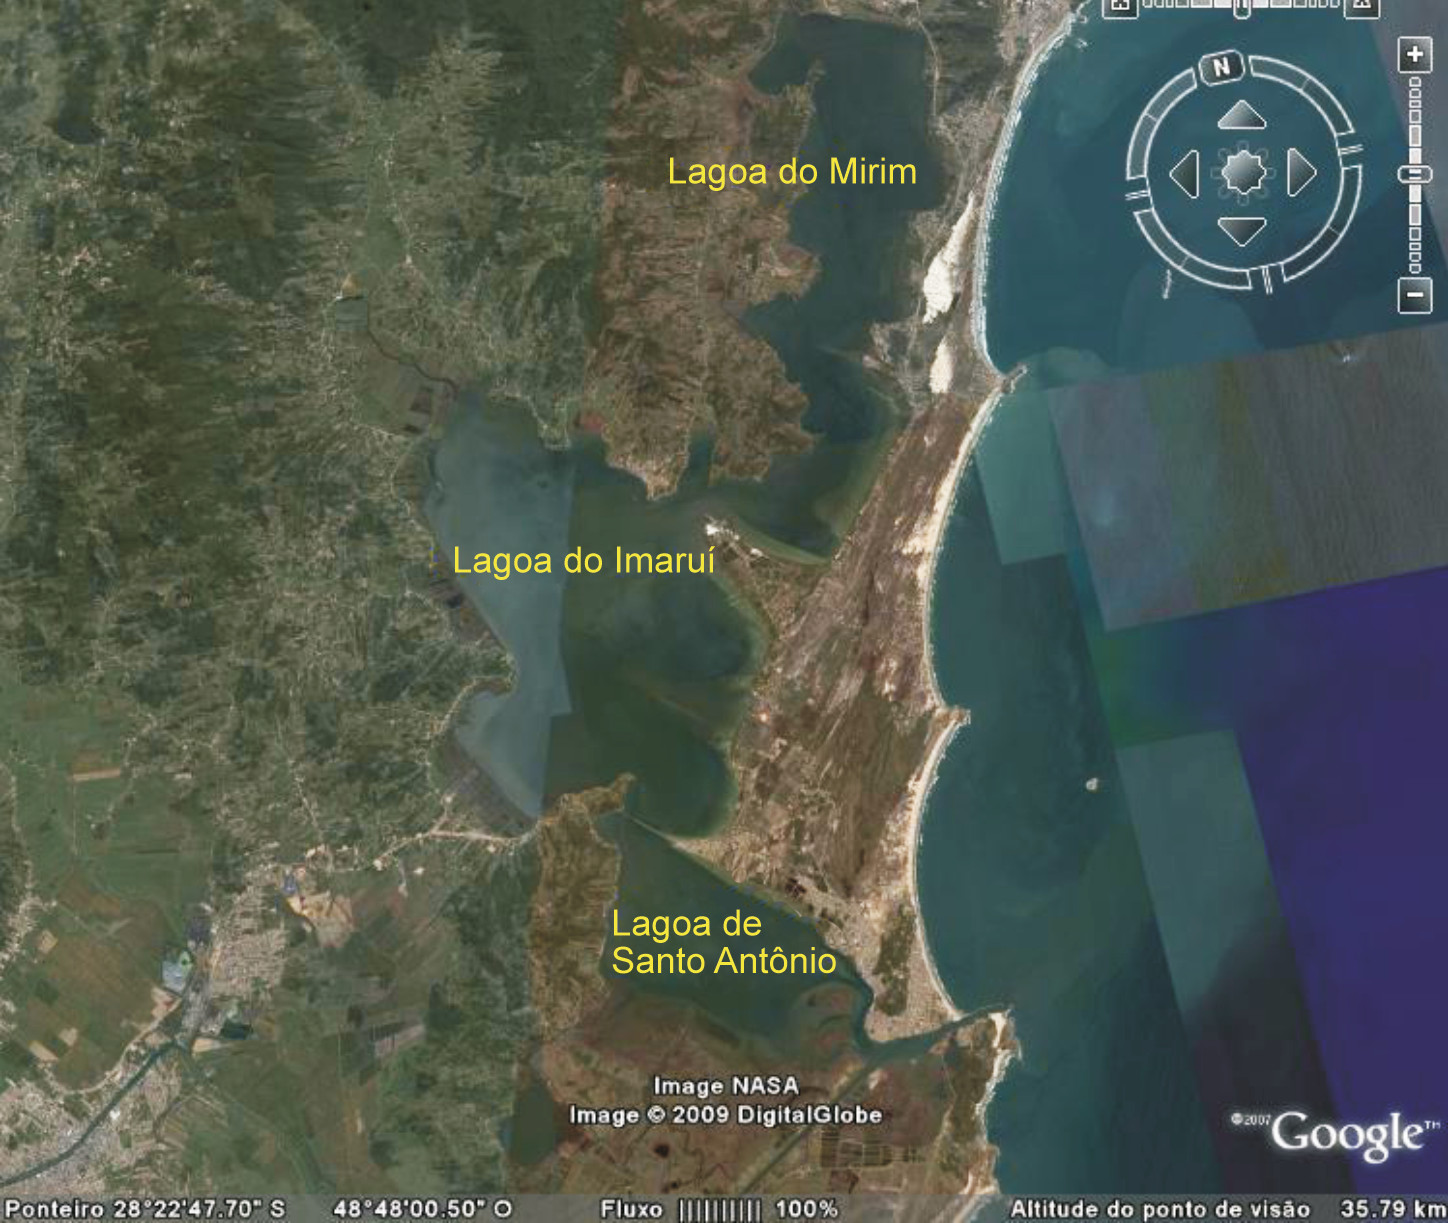 N
Lagoa do Mirim
Lagoa do Imaruí
Lagoa de
Santo Antônio
Image NASA
Image © 2009 DigitalGlobe
©2007 Google™
Ponteiro 28°22'47.70" S 48°48'00.50" O Fluxo |||||||||| 100% Altitude do ponto de visão 35.79 km